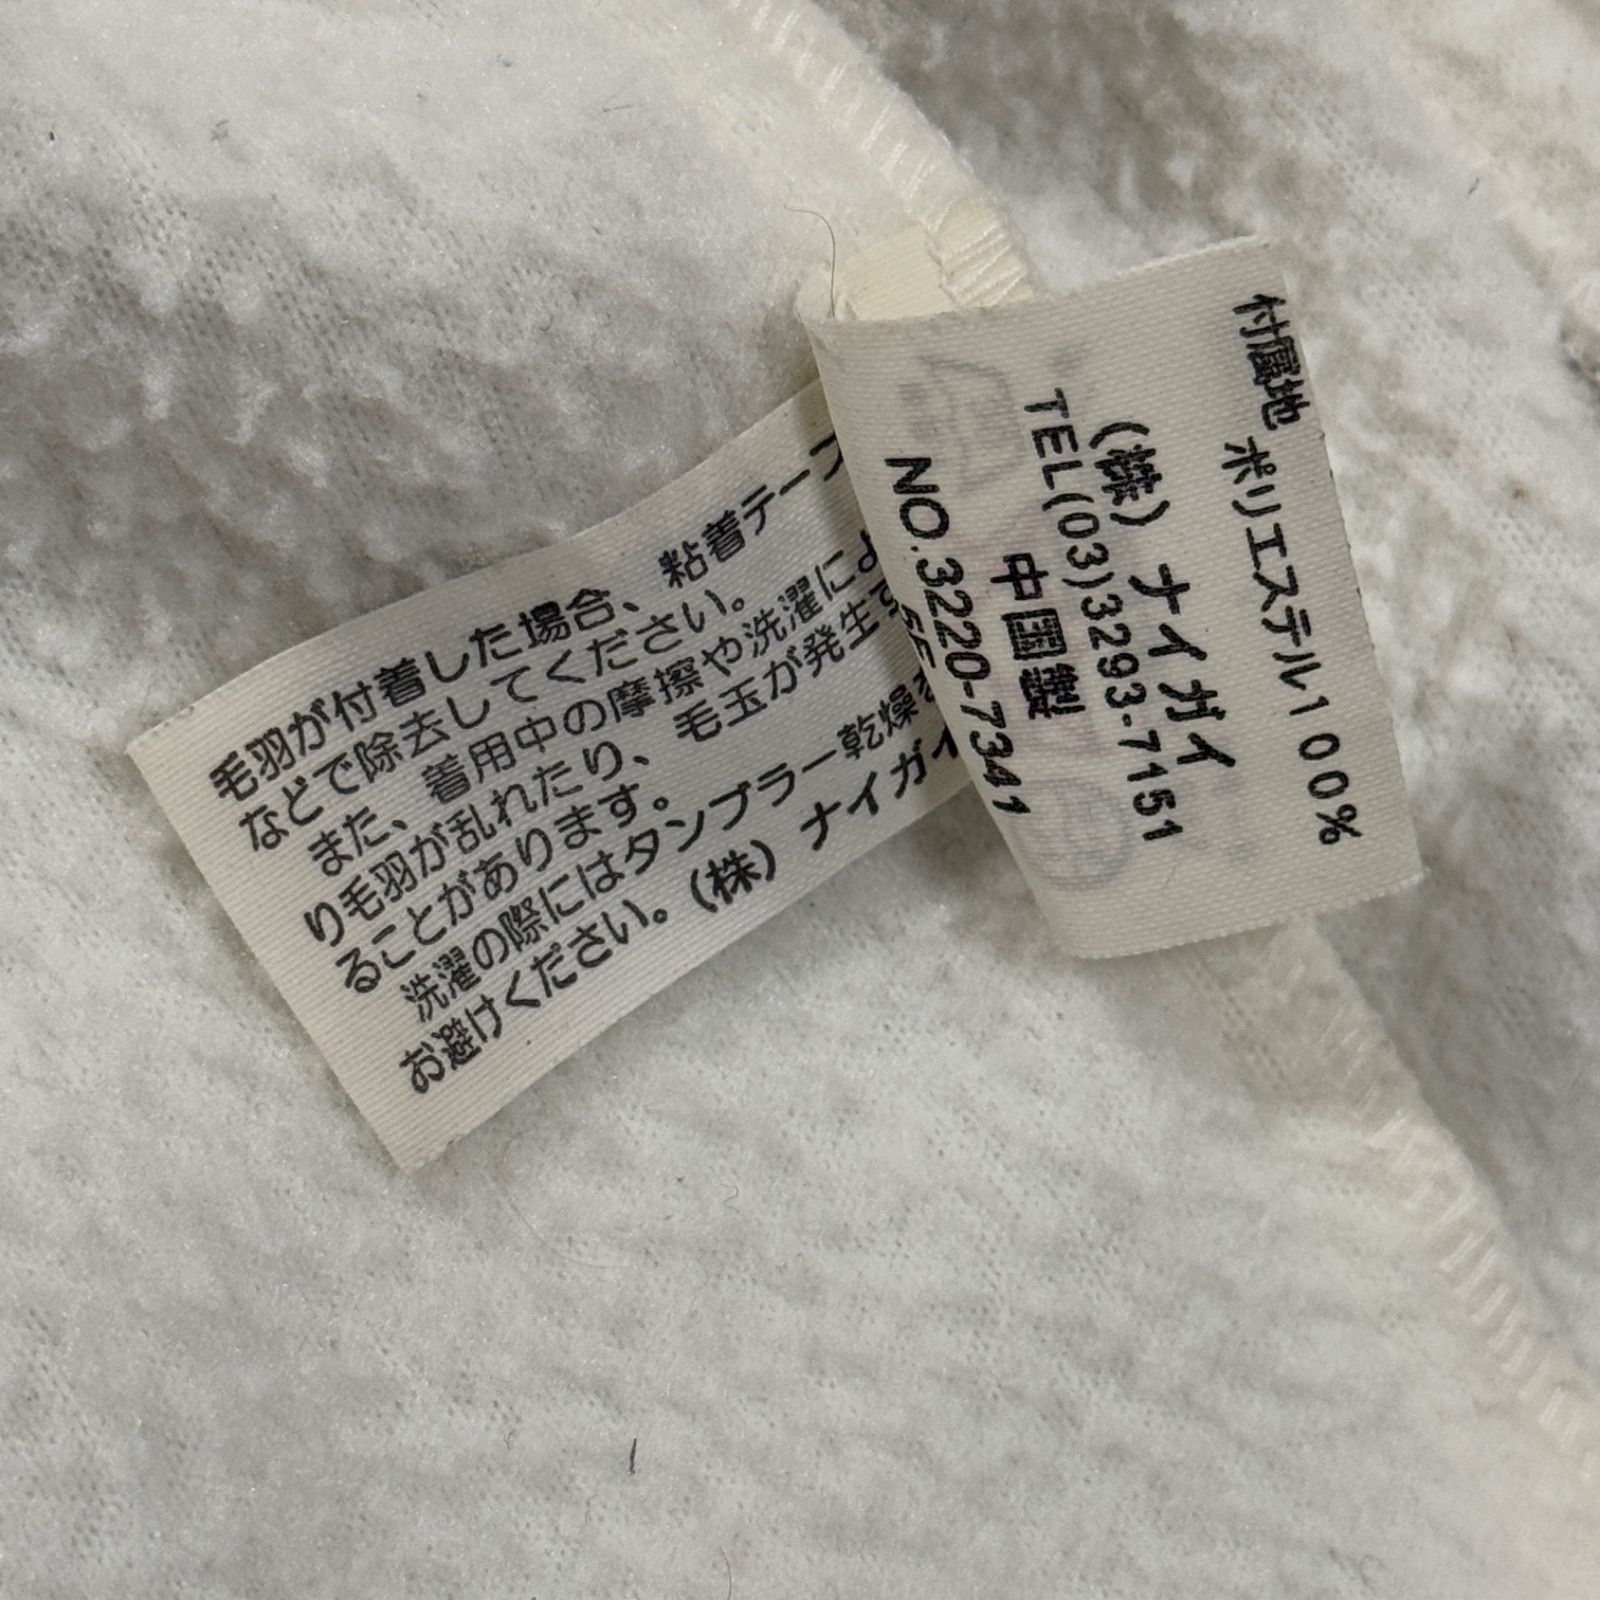 付属地 ポリエステル100%
(株) ナイガイ
TEL(03)3293-7151
中国製
NO.3220-7341
毛羽が付着した場合、粘着テープ
などで除去してください。
また、着用中の摩擦や洗濯によ
り毛羽が乱れたり、毛玉が発生す
ることがあります。
洗濯の際にはタンブラー乾燥を
お避けください。(株) ナイガイ